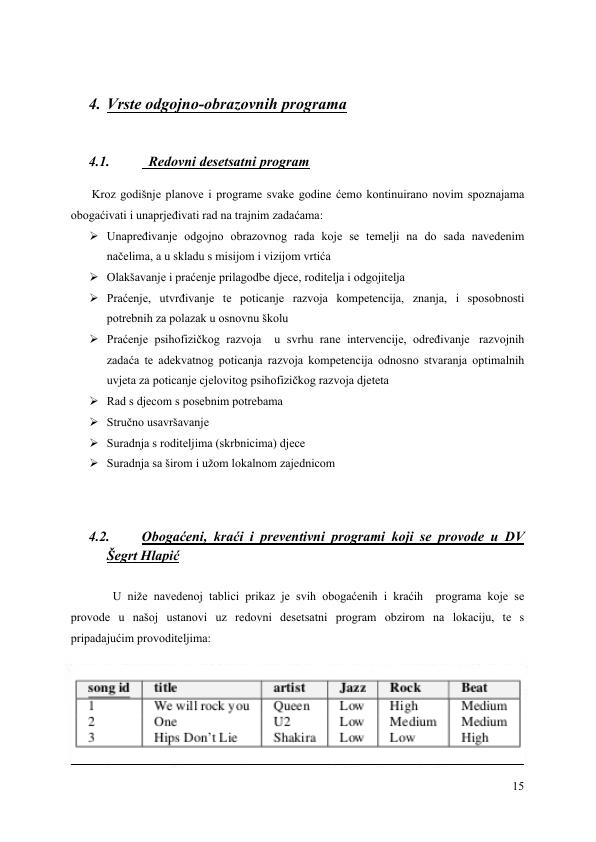 4. Vrste odgojno-obrazovnih programa
4.1. Redovni desetsatni program
Kroz godišnje planove i programe svake godine ćemo kontinuirano novim spoznajama
obogaćivati i unaprjeđivati rad na trajnim zadaćama:
➢ Unapređivanje odgojno obrazovnog rada koje se temelji na do sada navedenim
načelima, a u skladu s misijom i vizijom vrtića
➢ Olakšavanje i praćenje prilagodbe djece, roditelja i odgojitelja
➢ Praćenje, utvrđivanje te poticanje razvoja kompetencija, znanja, i sposobnosti
potrebnih za polazak u osnovnu školu
➢ Praćenje psihofizičkog razvoja u svrhu rane intervencije, određivanje razvojnih
zadaća te adekvatnog poticanja razvoja kompetencija odnosno stvaranja optimalnih
uvjeta za poticanje cjelovitog psihofizičkog razvoja djeteta
➢ Rad s djecom s posebnim potrebama
➢ Stručno usavršavanje
➢ Suradnja s roditeljima (skrbnicima) djece
➢ Suradnja sa širom i užom lokalnom zajednicom
4.2. Obogaćeni, kraći i preventivni programi koji se provode u DV
Šegrt Hlapić
U niže navedenoj tablici prikaz je svih obogaćenih i kraćih programa koje se
provode u našoj ustanovi uz redovni desetsatni program obzirom na lokaciju, te s
pripadajućim provoditeljima:
song id title artist Jazz Rock Beat
1 We will rock you Queen Low High Medium
2 One U2 Low Medium Medium
3 Hips Don't Lie Shakira Low Low High
15